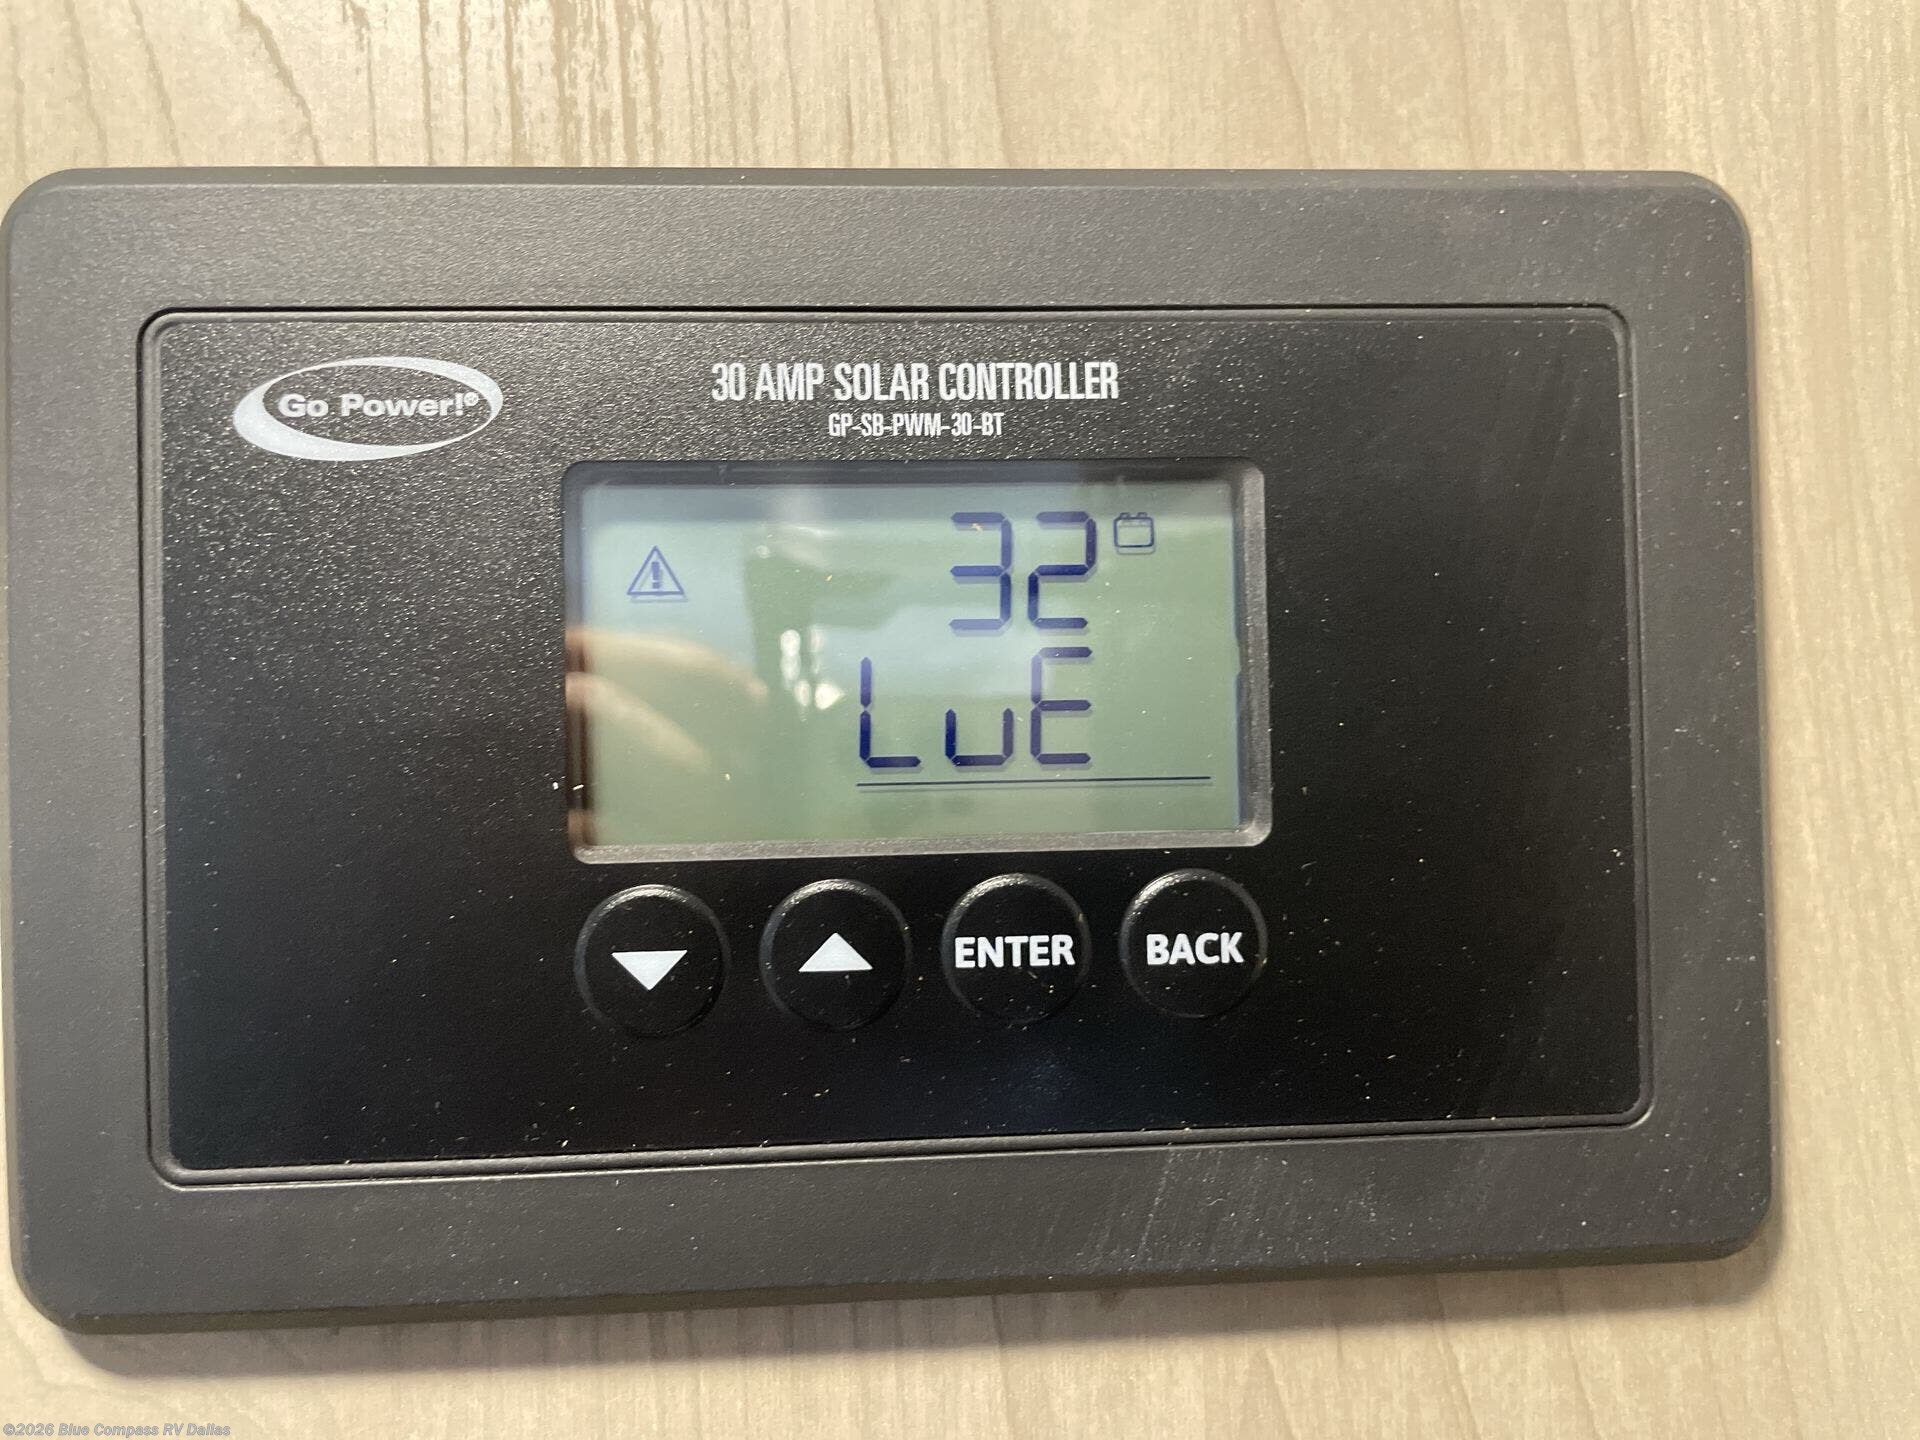 Go Power!®
30 AMP SOLAR CONTROLLER
GP-SB-PWM-30-BT
32
LuE
ENTER
BACK
©2026 Blue Compass RV Dallas